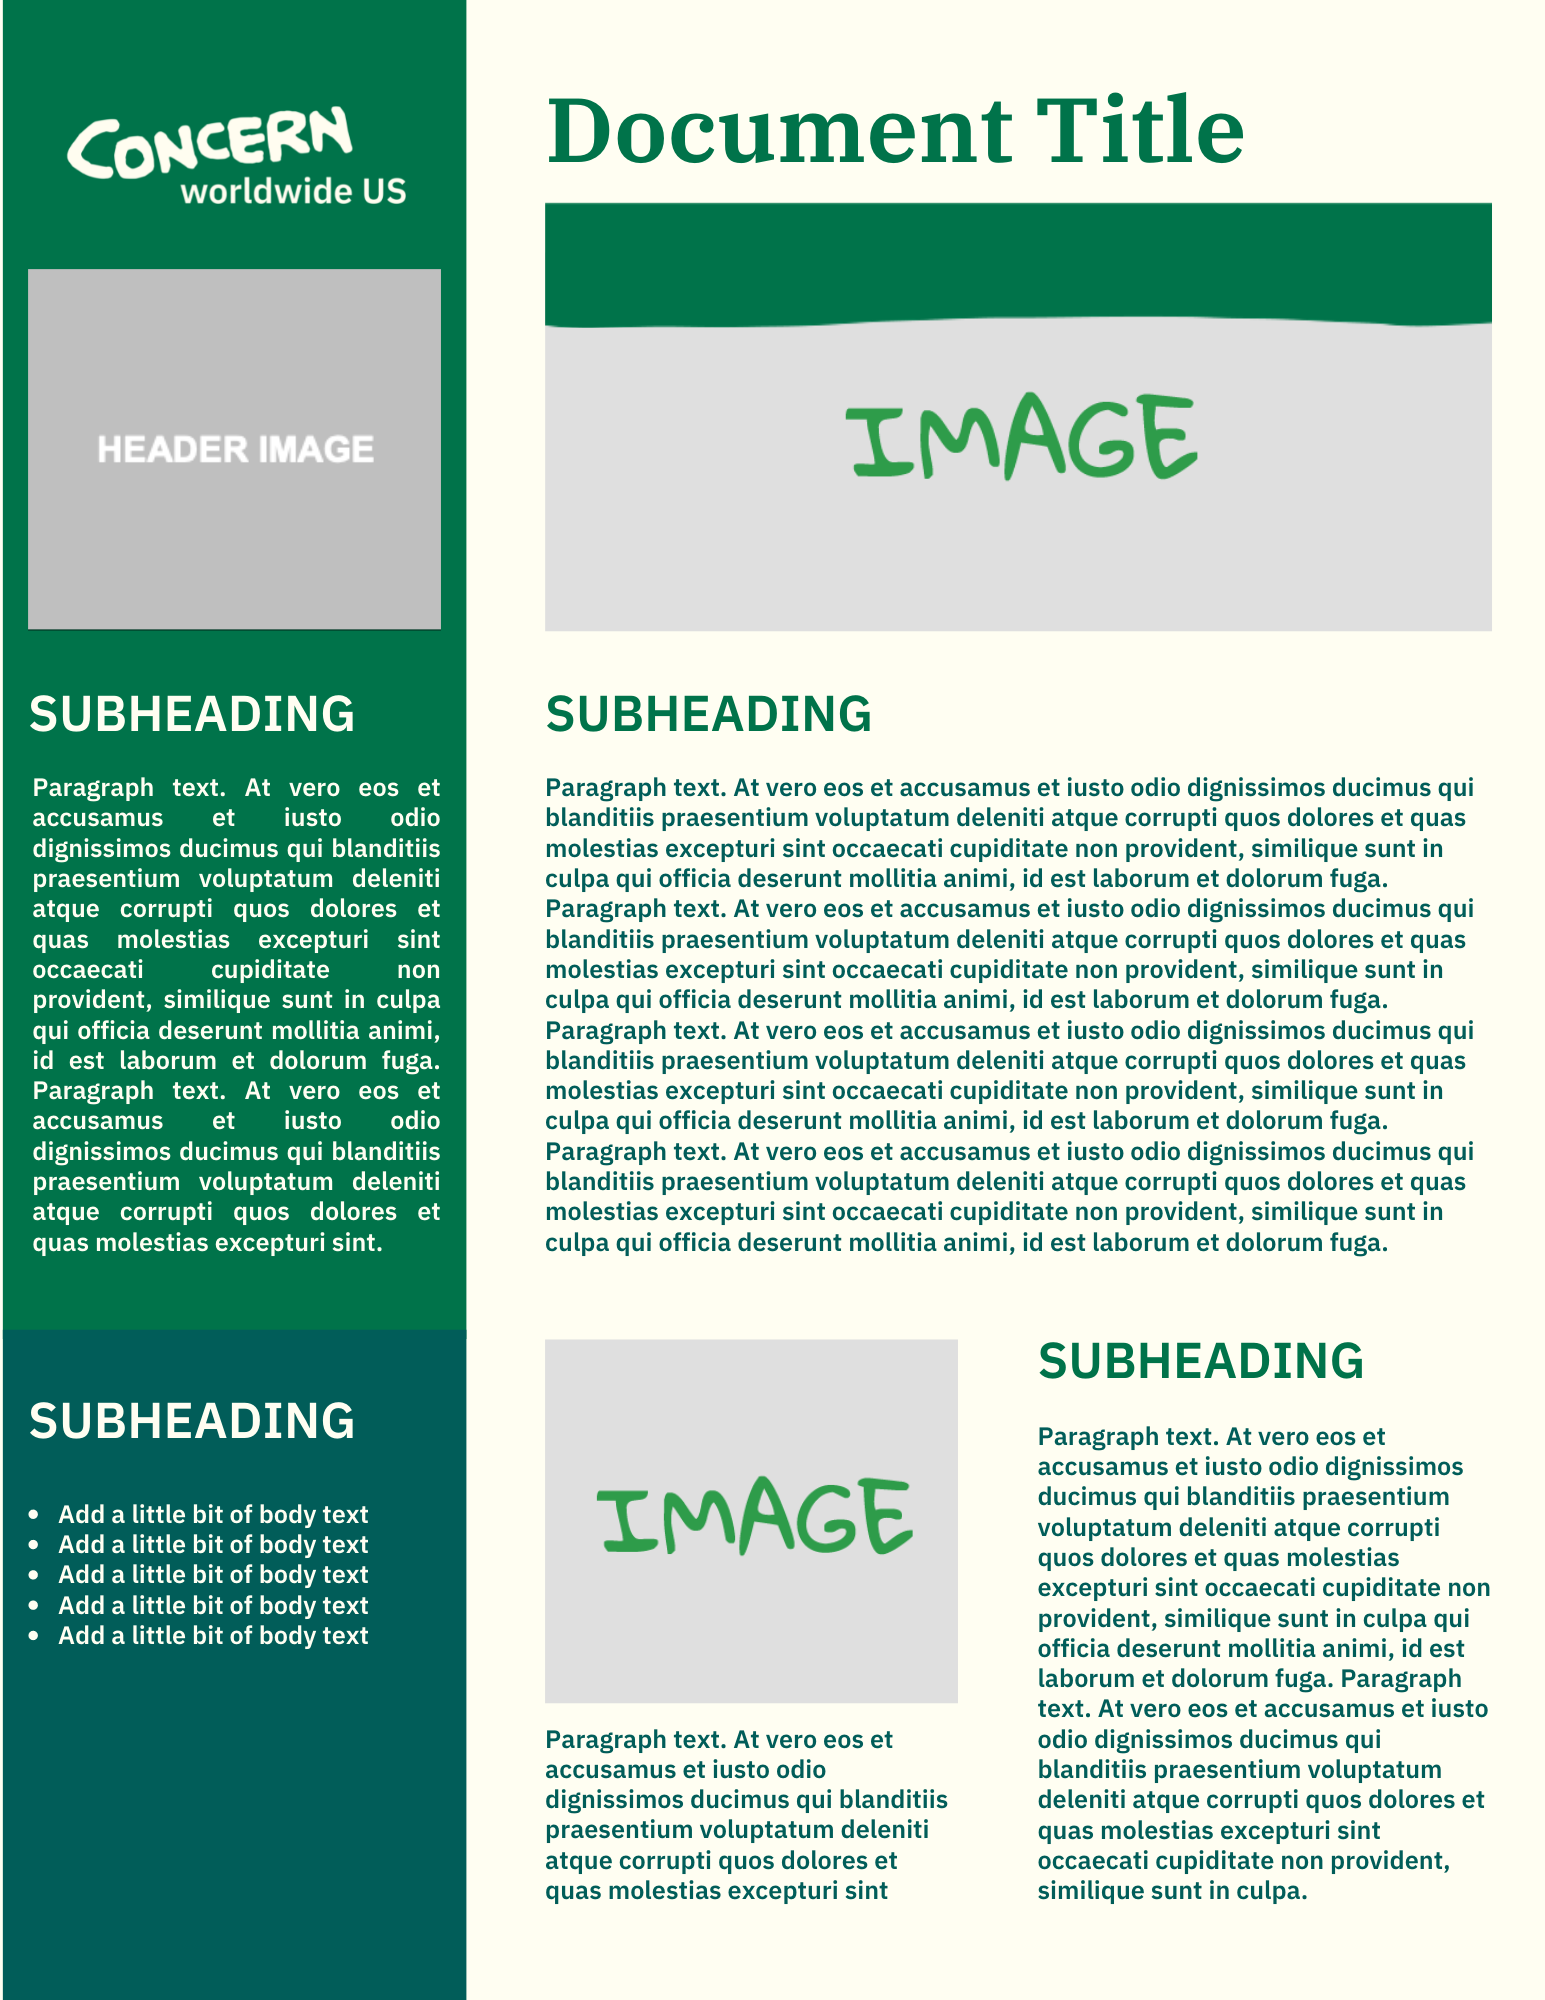 CONCERN
worldwide US
HEADER IMAGE
SUBHEADING
Paragraph text. At vero eos et
accusamus et iusto odio
dignissimos ducimus qui blanditiis
praesentium voluptatum deleniti
atque corrupti quos dolores et
quas molestias excepturi sint
occaecati cupiditate non
provident, similique sunt in culpa
qui officia deserunt mollitia animi,
id est laborum et dolorum fuga.
Paragraph text. At vero eos et
accusamus et iusto odio
dignissimos ducimus qui blanditiis
praesentium voluptatum deleniti
atque corrupti quos dolores et
quas molestias excepturi sint.
SUBHEADING
• Add a little bit of body text
• Add a little bit of body text
• Add a little bit of body text
• Add a little bit of body text
• Add a little bit of body text
Document Title
IMAGE
SUBHEADING
Paragraph text. At vero eos et accusamus et iusto odio dignissimos ducimus qui
blanditiis praesentium voluptatum deleniti atque corrupti quos dolores et quas
molestias excepturi sint occaecati cupiditate non provident, similique sunt in
culpa qui officia deserunt mollitia animi, id est laborum et dolorum fuga.
Paragraph text. At vero eos et accusamus et iusto odio dignissimos ducimus qui
blanditiis praesentium voluptatum deleniti atque corrupti quos dolores et quas
molestias excepturi sint occaecati cupiditate non provident, similique sunt in
culpa qui officia deserunt mollitia animi, id est laborum et dolorum fuga.
Paragraph text. At vero eos et accusamus et iusto odio dignissimos ducimus qui
blanditiis praesentium voluptatum deleniti atque corrupti quos dolores et quas
molestias excepturi sint occaecati cupiditate non provident, similique sunt in
culpa qui officia deserunt mollitia animi, id est laborum et dolorum fuga.
Paragraph text. At vero eos et accusamus et iusto odio dignissimos ducimus qui
blanditiis praesentium voluptatum deleniti atque corrupti quos dolores et quas
molestias excepturi sint occaecati cupiditate non provident, similique sunt in
culpa qui officia deserunt mollitia animi, id est laborum et dolorum fuga.
IMAGE
Paragraph text. At vero eos et
accusamus et iusto odio
dignissimos ducimus qui blanditiis
praesentium voluptatum deleniti
atque corrupti quos dolores et
quas molestias excepturi sint
SUBHEADING
Paragraph text. At vero eos et
accusamus et iusto odio dignissimos
ducimus qui blanditiis praesentium
voluptatum deleniti atque corrupti
quos dolores et quas molestias
excepturi sint occaecati cupiditate non
provident, similique sunt in culpa qui
officia deserunt mollitia animi, id est
laborum et dolorum fuga. Paragraph
text. At vero eos et accusamus et iusto
odio dignissimos ducimus qui
blanditiis praesentium voluptatum
deleniti atque corrupti quos dolores et
quas molestias excepturi sint
occaecati cupiditate non provident,
similique sunt in culpa.